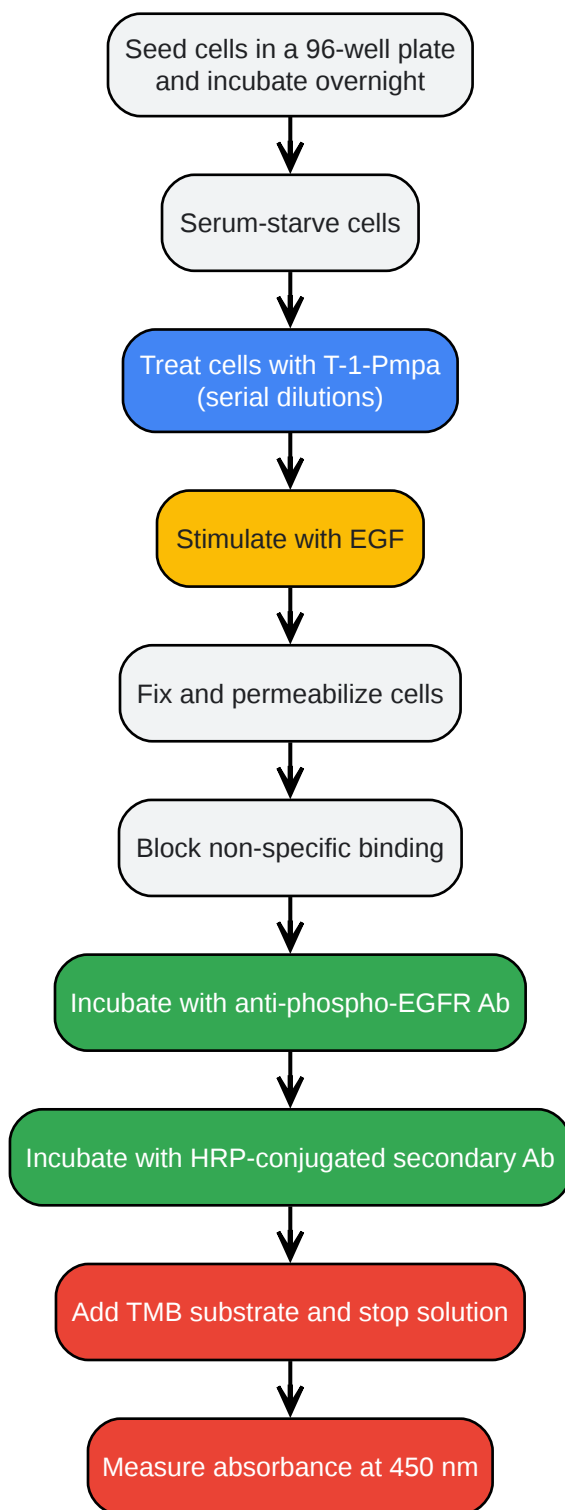 Seed cells in a 96-well plate
and incubate overnight
Serum-starve cells
Treat cells with T-1-Pmpa
(serial dilutions)
Stimulate with EGF
Fix and permeabilize cells
Block non-specific binding
Incubate with anti-phospho-EGFR Ab
Incubate with HRP-conjugated secondary Ab
Add TMB substrate and stop solution
Measure absorbance at 450 nm